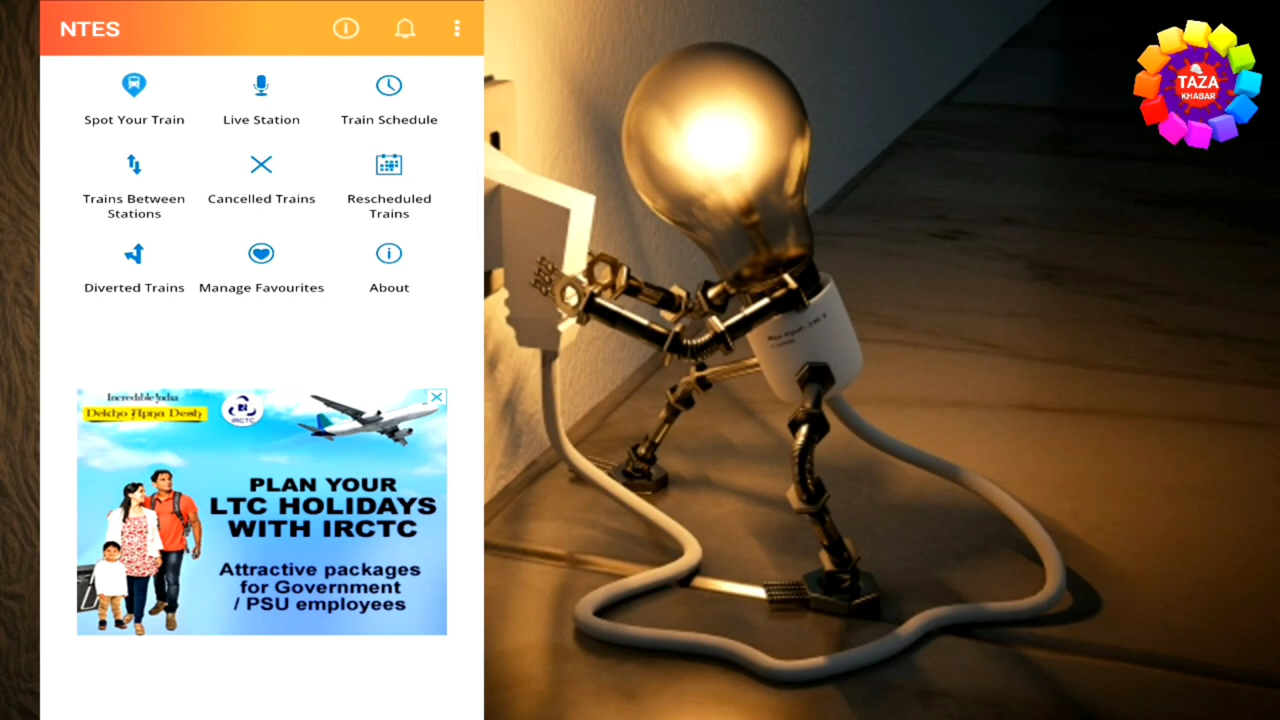 NTES
Spot Your Train
Live Station
Train Schedule
Trains Between
Stations
Cancelled Trains
Rescheduled
Trains
Diverted Trains
Manage Favourites
About
Incredible India
Dekho Apna Desh
IRCTC
PLAN YOUR
LTC HOLIDAYS
WITH IRCTC
Attractive packages
for Government
/ PSU employees
TAZA
KHABAR